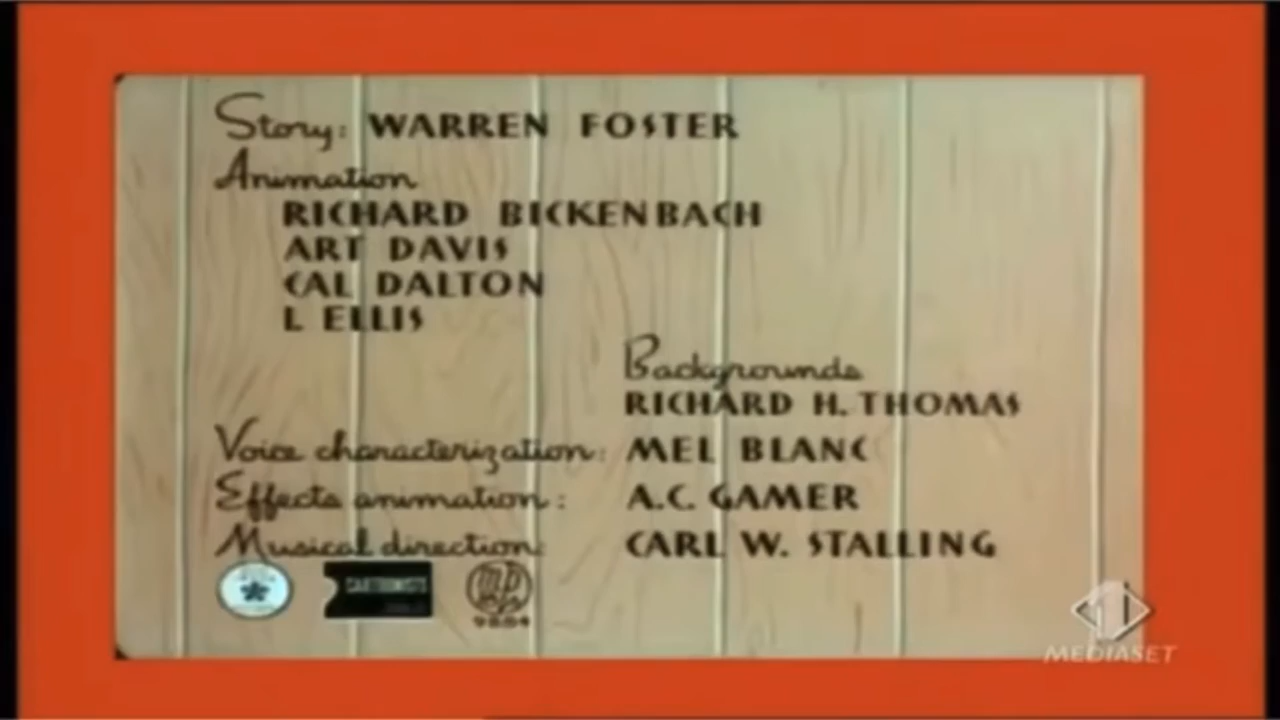 Story: WARREN FOSTER
Animation
RICHARD BICKENBACH
ART DAVIS
CAL DALTON
L ELLIS
Backgrounds
RICHARD H. THOMAS
Voice characterization: MEL BLANC
Effects animation: A.C. GAMER
Musical direction: CARL W. STALLING
CARTOONISTS
MEDIASET